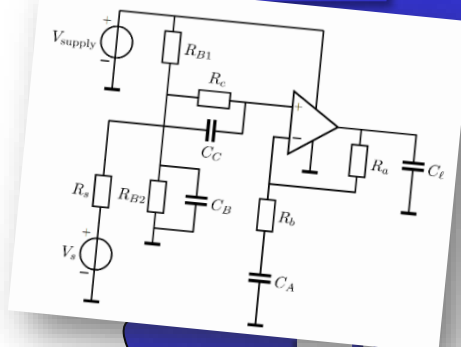 +
V_supply
−
R_B1
R_c
+
−
C_C
R_a
C_ℓ
R_s
R_B2
C_B
R_b
+
V_s
−
C_A